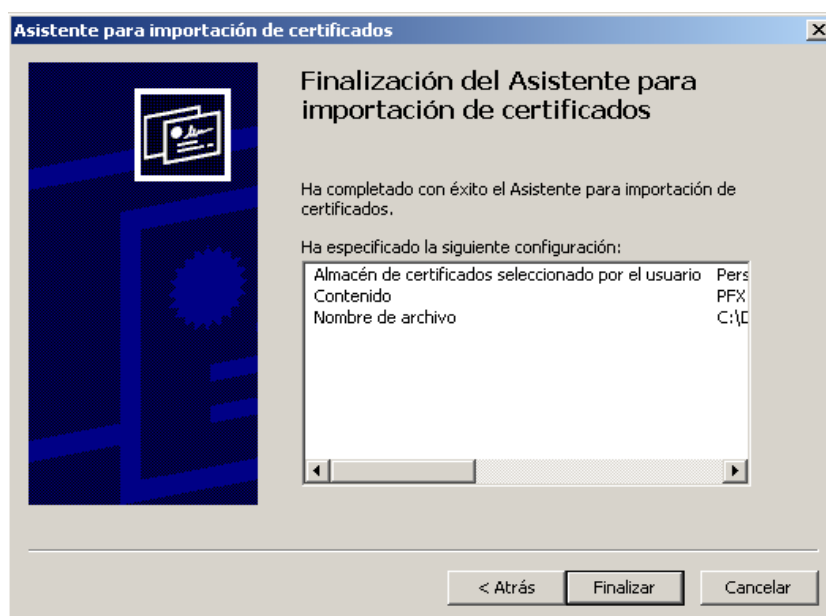 Asistente para importación de certificados
Finalización del Asistente para
importación de certificados
Ha completado con éxito el Asistente para importación de
certificados.
Ha especificado la siguiente configuración:
Almacén de certificados seleccionado por el usuario Pers
Contenido PFX
Nombre de archivo C:\D
< Atrás Finalizar Cancelar